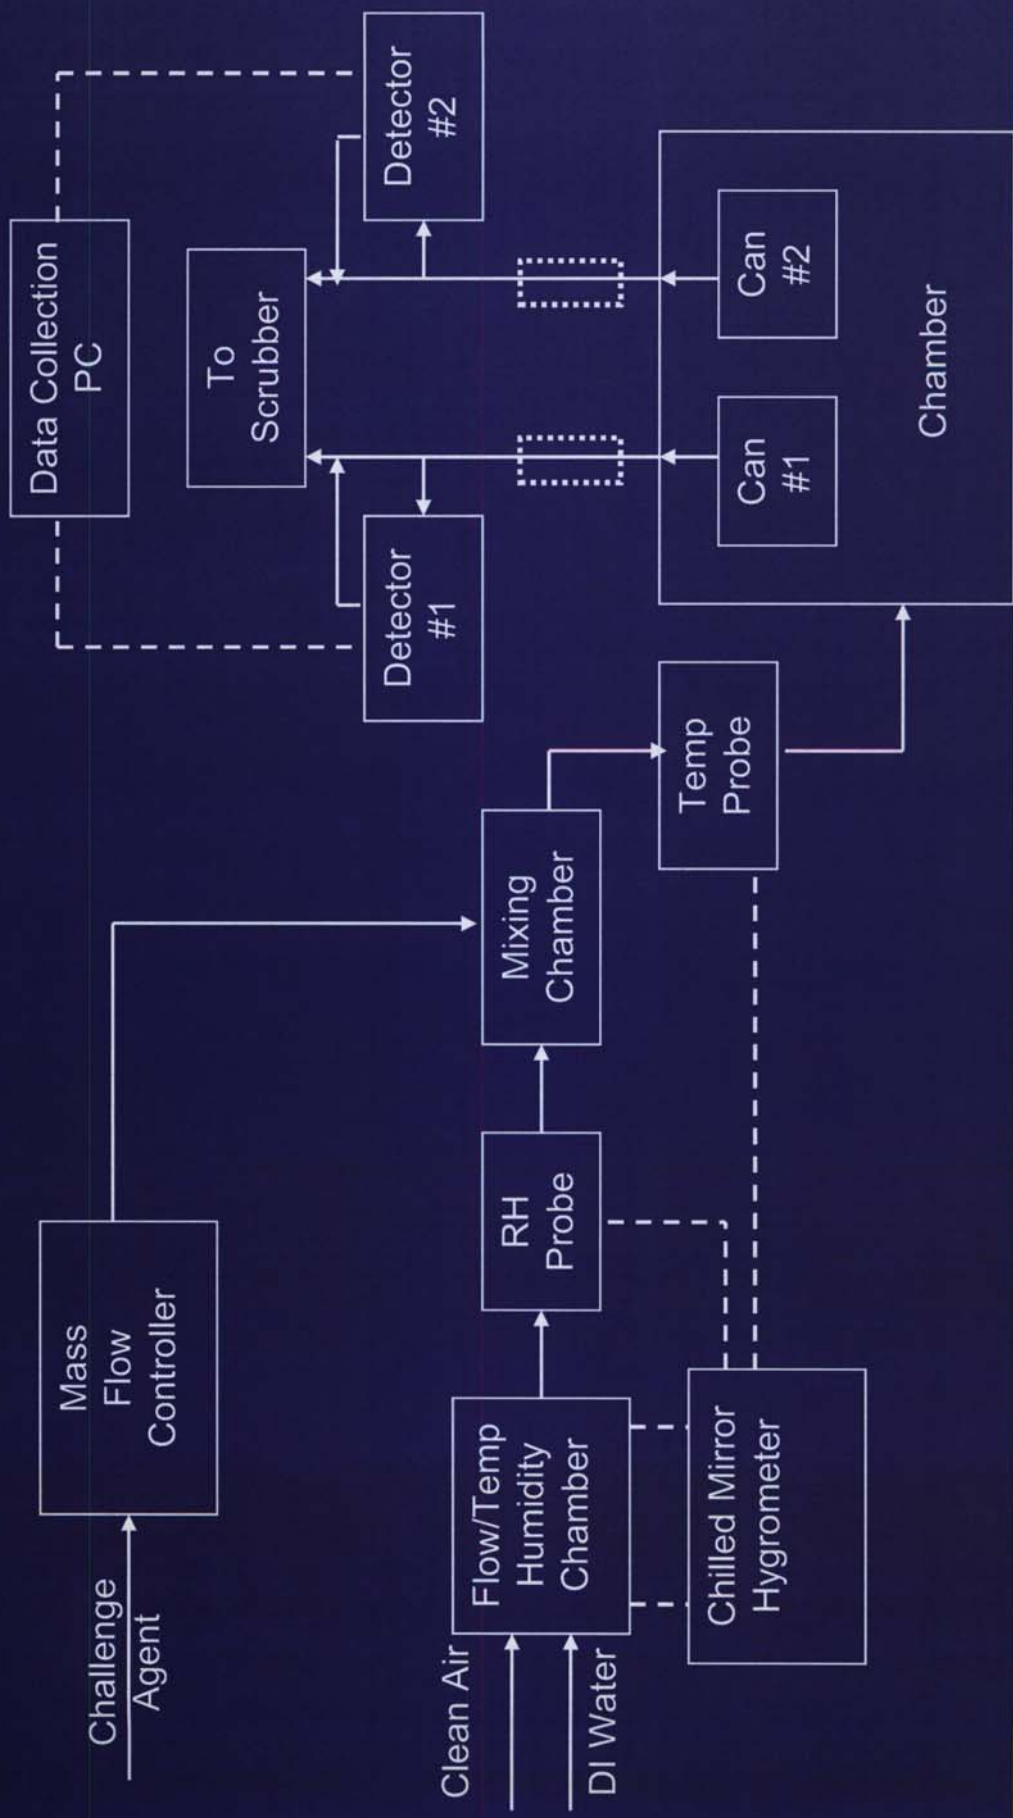 Challenge
Agent
Mass
Flow
Controller
Data Collection
PC
To
Scrubber
Clean Air
DI Water
Flow/Temp
Humidity
Chamber
RH
Probe
Mixing
Chamber
Detector
#1
Detector
#2
Chilled Mirror
Hygrometer
Temp
Probe
Can
#1
Can
#2
Chamber